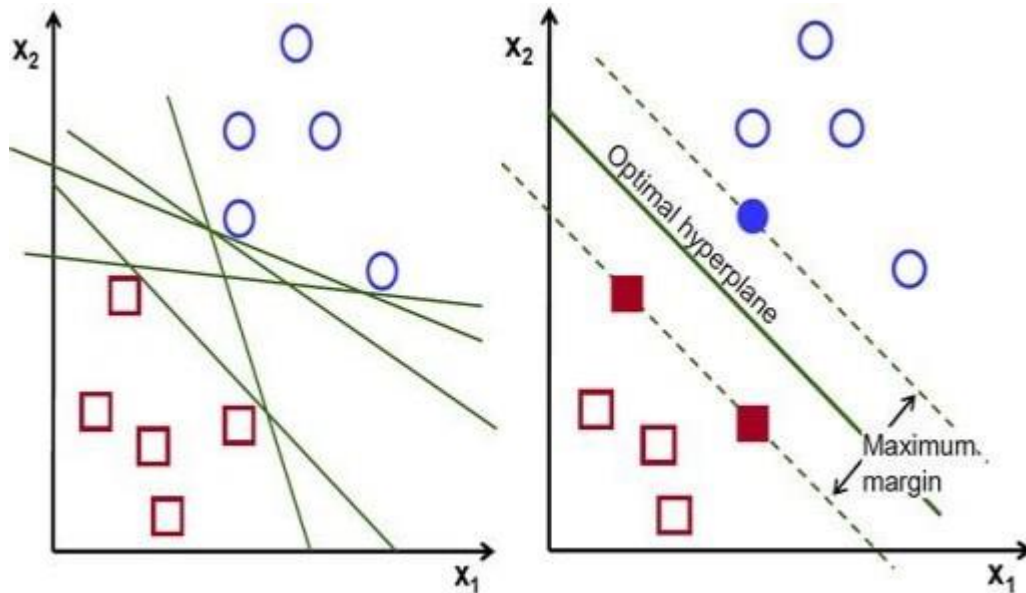 X₂
X₁
X₂
Optimal hyperplane
Maximum
margin
X₁